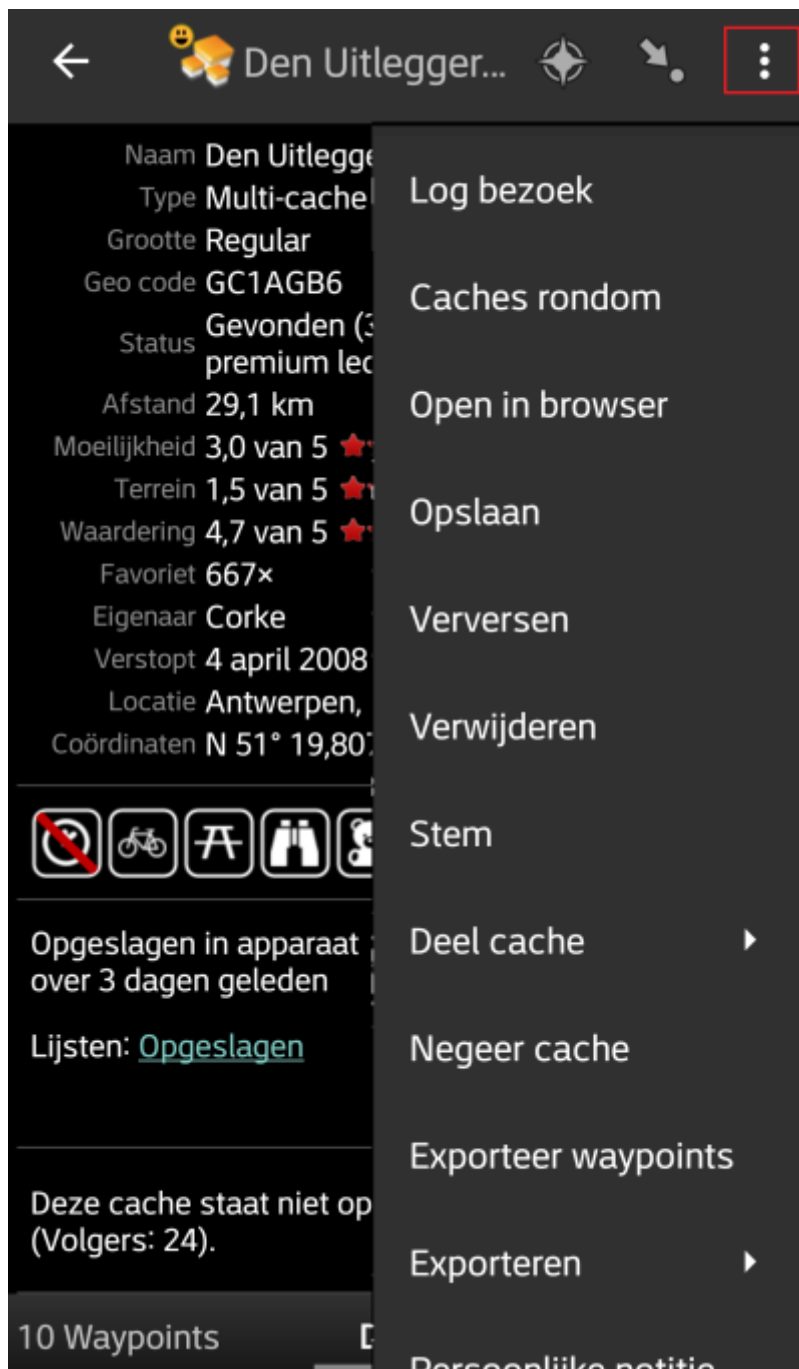 Den Uitlegger...
Naam Den Uitlegge
Type Multi-cache
Grootte Regular
Geo code GC1AGB6
Status Gevonden (3
premium led
Afstand 29,1 km
Moeilijkheid 3,0 van 5
Terrein 1,5 van 5
Waardering 4,7 van 5
Favoriet 667×
Eigenaar Corke
Verstopt 4 april 2008
Locatie Antwerpen,
Coördinaten N 51° 19,807
Opgeslagen in apparaat
over 3 dagen geleden
Lijsten: Opgeslagen
Deze cache staat niet op
(Volgers: 24).
10 Waypoints
Log bezoek
Caches rondom
Open in browser
Opslaan
Verversen
Verwijderen
Stem
Deel cache
Negeer cache
Exporteer waypoints
Exporteren
Persoonlijke notitie